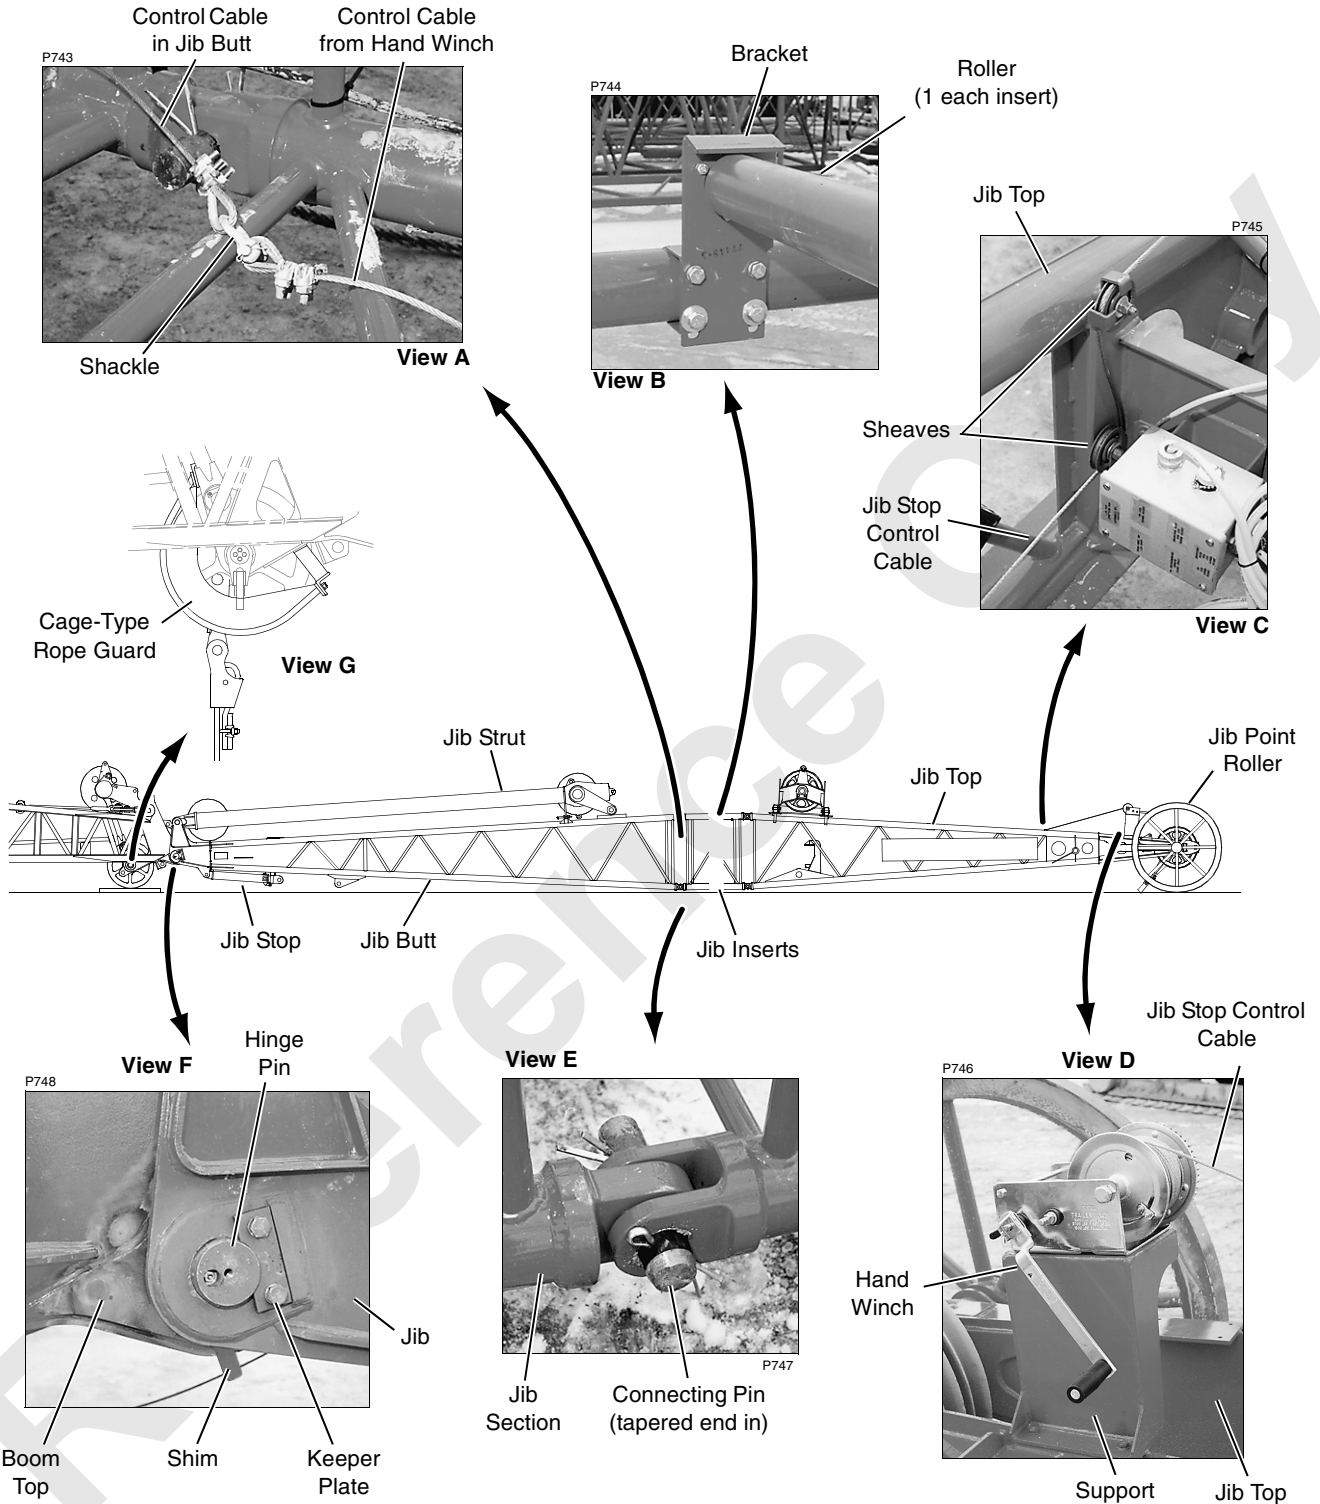 Control Cable
in Jib Butt
Control Cable
from Hand Winch
P743
Shackle
View A
Bracket
P744
Roller
(1 each insert)
View B
Jib Top
P745
Sheaves
Jib Stop
Control
Cable
View C
Cage-Type
Rope Guard
View G
Jib Strut
Jib Top
Jib Point
Roller
Jib Stop
Jib Butt
Jib Inserts
View F
Hinge
Pin
P748
Jib
Boom
Top
Shim
Keeper
Plate
View E
P747
Jib
Section
Connecting Pin
(tapered end in)
View D
Jib Stop Control
Cable
P746
Hand
Winch
Support
Jib Top